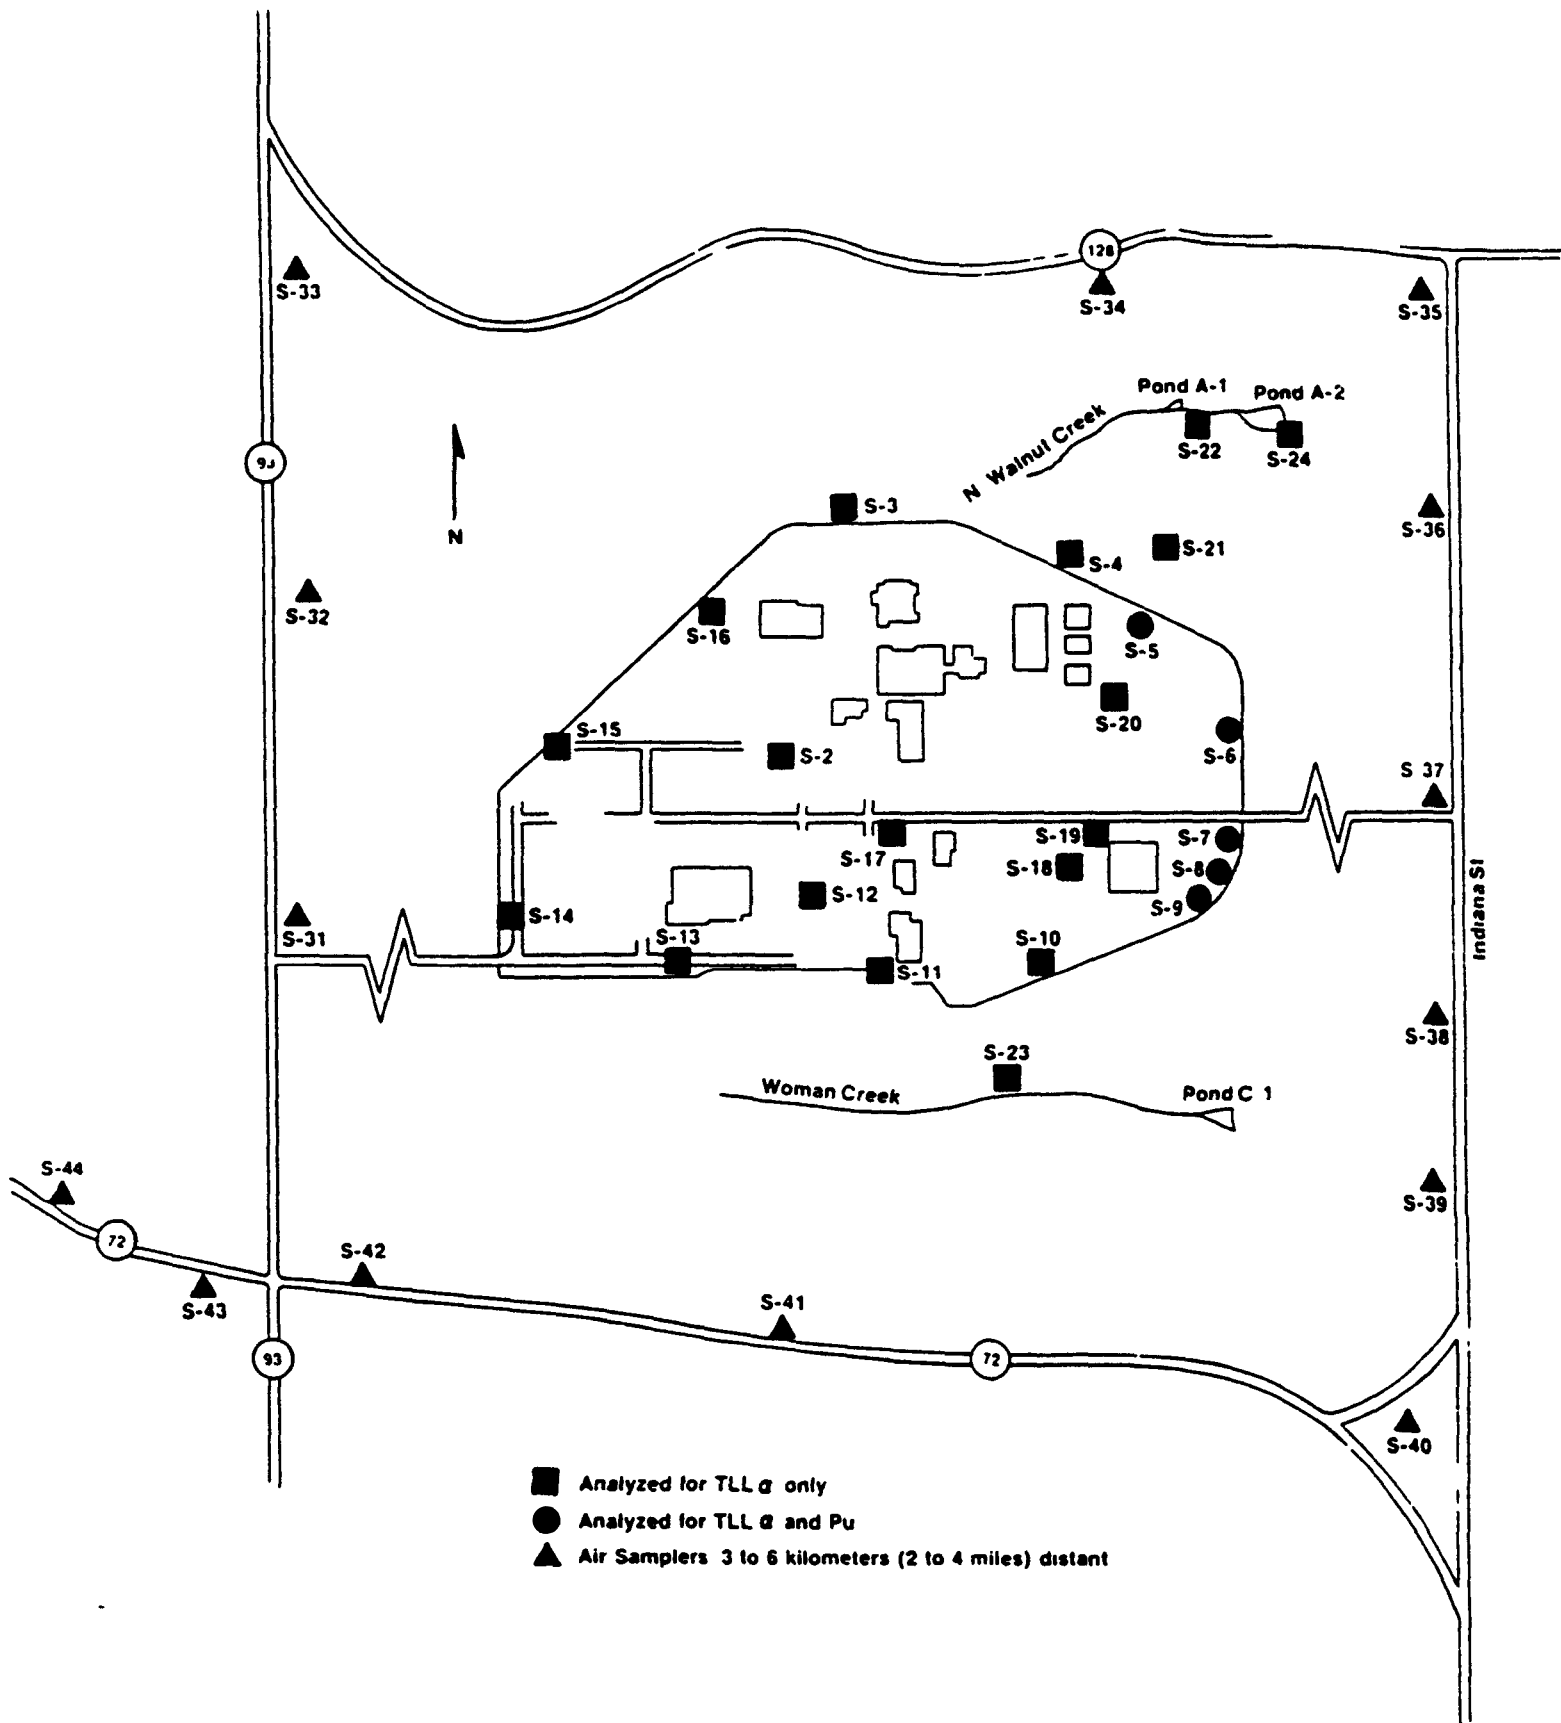 128
S-33
S-34
S-35
Pond A-1
Pond A-2
N Walnut Creek
S-22
S-24
N
S-3
S-36
S-4
S-21
S-32
S-16
S-5
S-20
S-15
S-2
S-6
S 37
S-19
S-7
S-17
S-18
S-8
S-12
S-9
Indiana St
S-14
S-31
S-13
S-10
S-11
S-38
S-23
Woman Creek
Pond C 1
S-44
S-39
72
S-42
S-43
S-41
93
72
S-40
Analyzed for TLL α only
Analyzed for TLL α and Pu
Air Samplers 3 to 6 kilometers (2 to 4 miles) distant